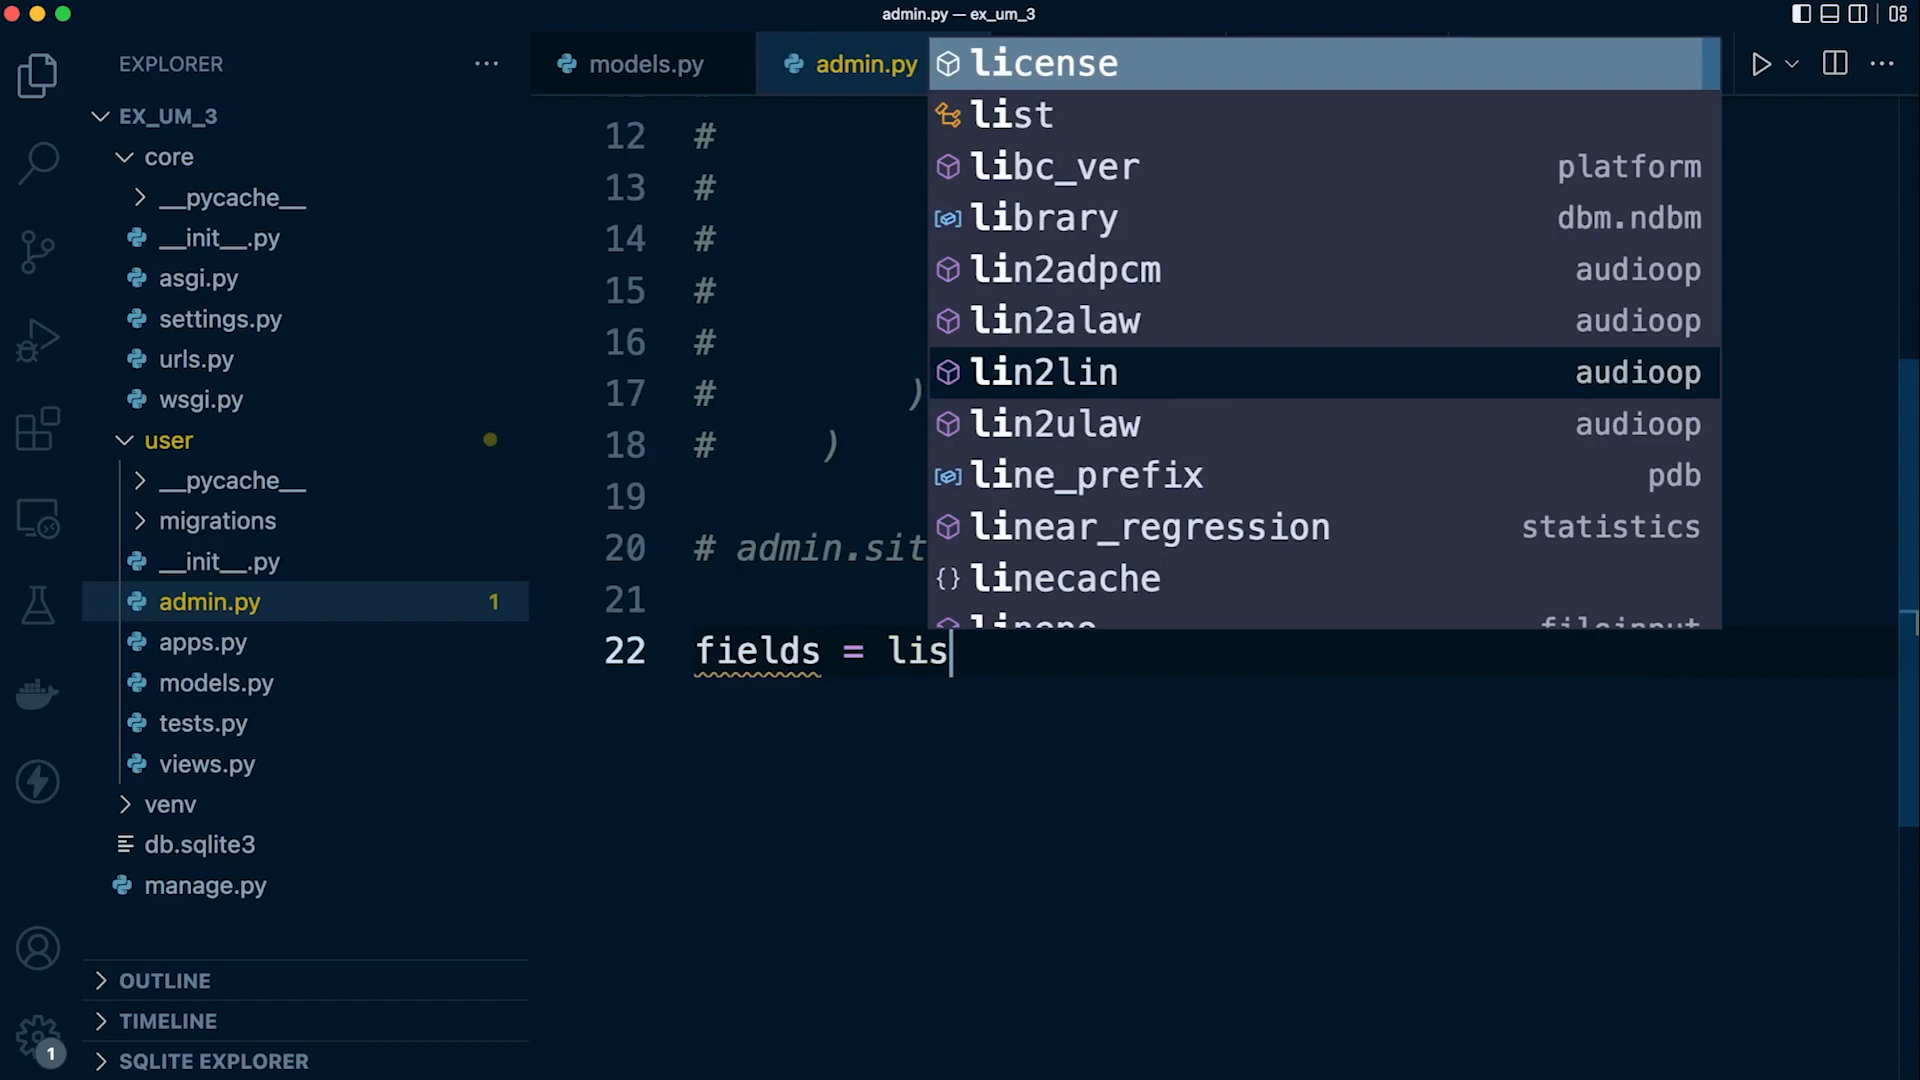 admin.py — ex_um_3
EXPLORER
EX_UM_3
core
__pycache__
__init__.py
asgi.py
settings.py
urls.py
wsgi.py
user
__pycache__
migrations
__init__.py
admin.py 1
apps.py
models.py
tests.py
views.py
venv
db.sqlite3
manage.py
OUTLINE
TIMELINE
SQLITE EXPLORER
1
models.py
admin.py
12 #
13 #
14 #
15 #
16 #
17 # )
18 # )
19
20 # admin.sit
21
22 fields = lis
license
list
libc_ver platform
library dbm.ndbm
lin2adpcm audioop
lin2alaw audioop
lin2lin audioop
lin2ulaw audioop
line_prefix pdb
linear_regression statistics
linecache